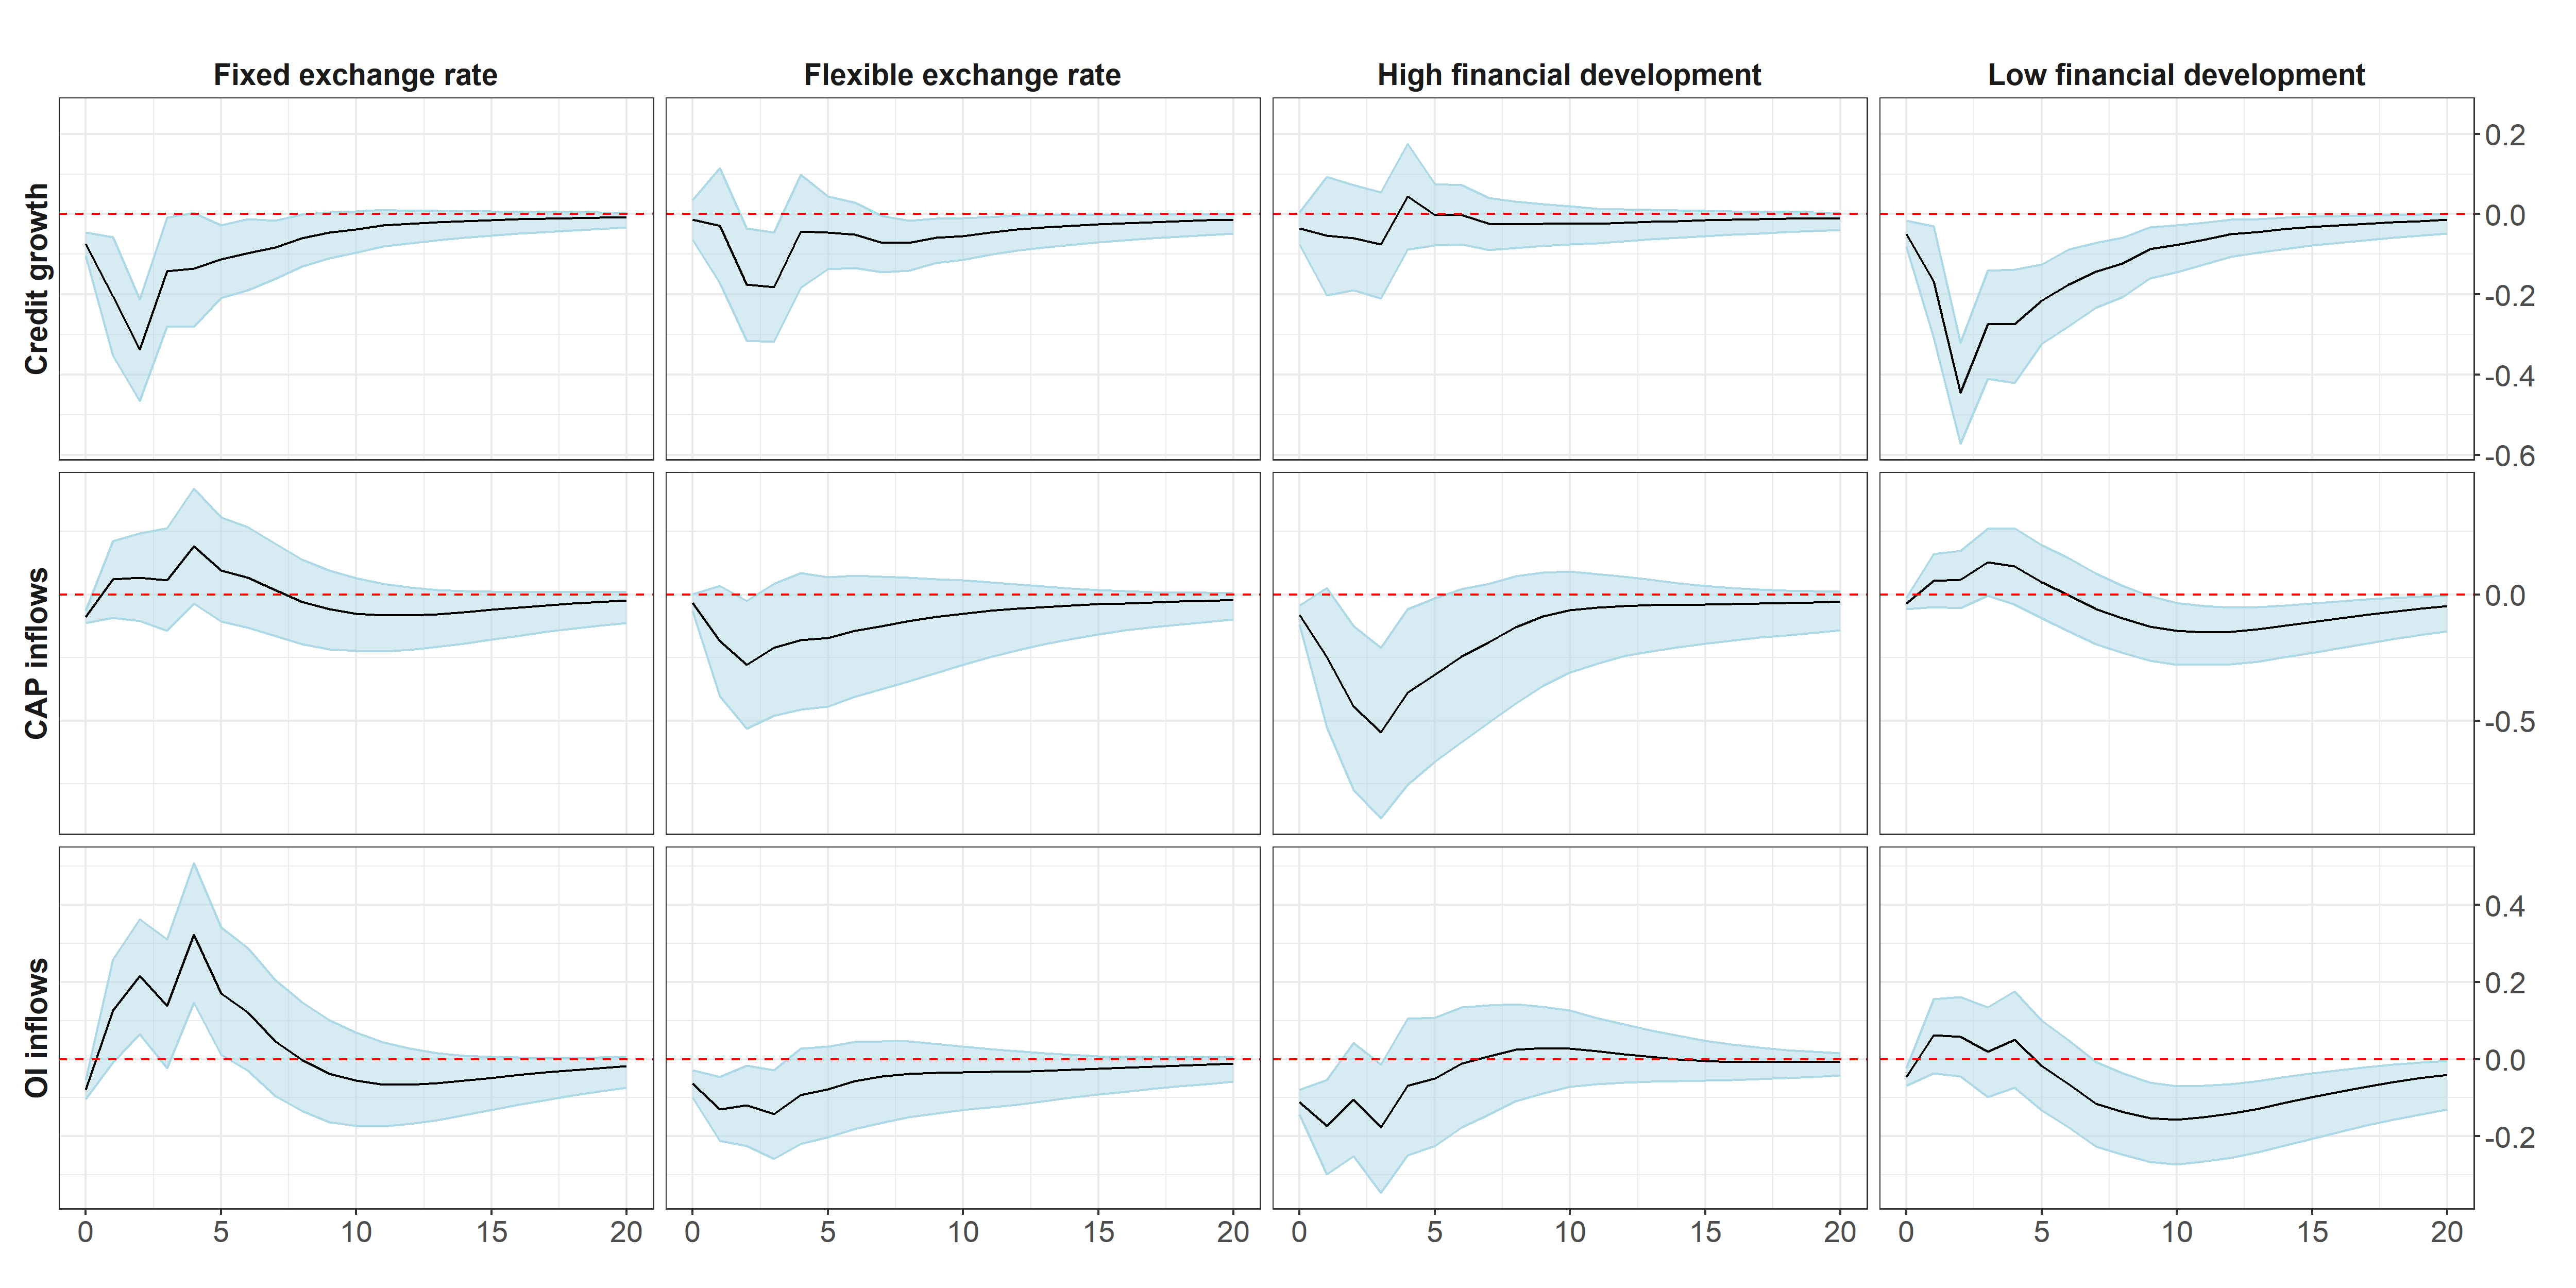 Fixed exchange rate
Flexible exchange rate
High financial development
Low financial development
Credit growth
0.2
0.0
-0.2
-0.4
-0.6
CAP inflows
0.0
-0.5
OI inflows
0.4
0.2
0.0
-0.2
0 5 10 15 20
0 5 10 15 20
0 5 10 15 20
0 5 10 15 20